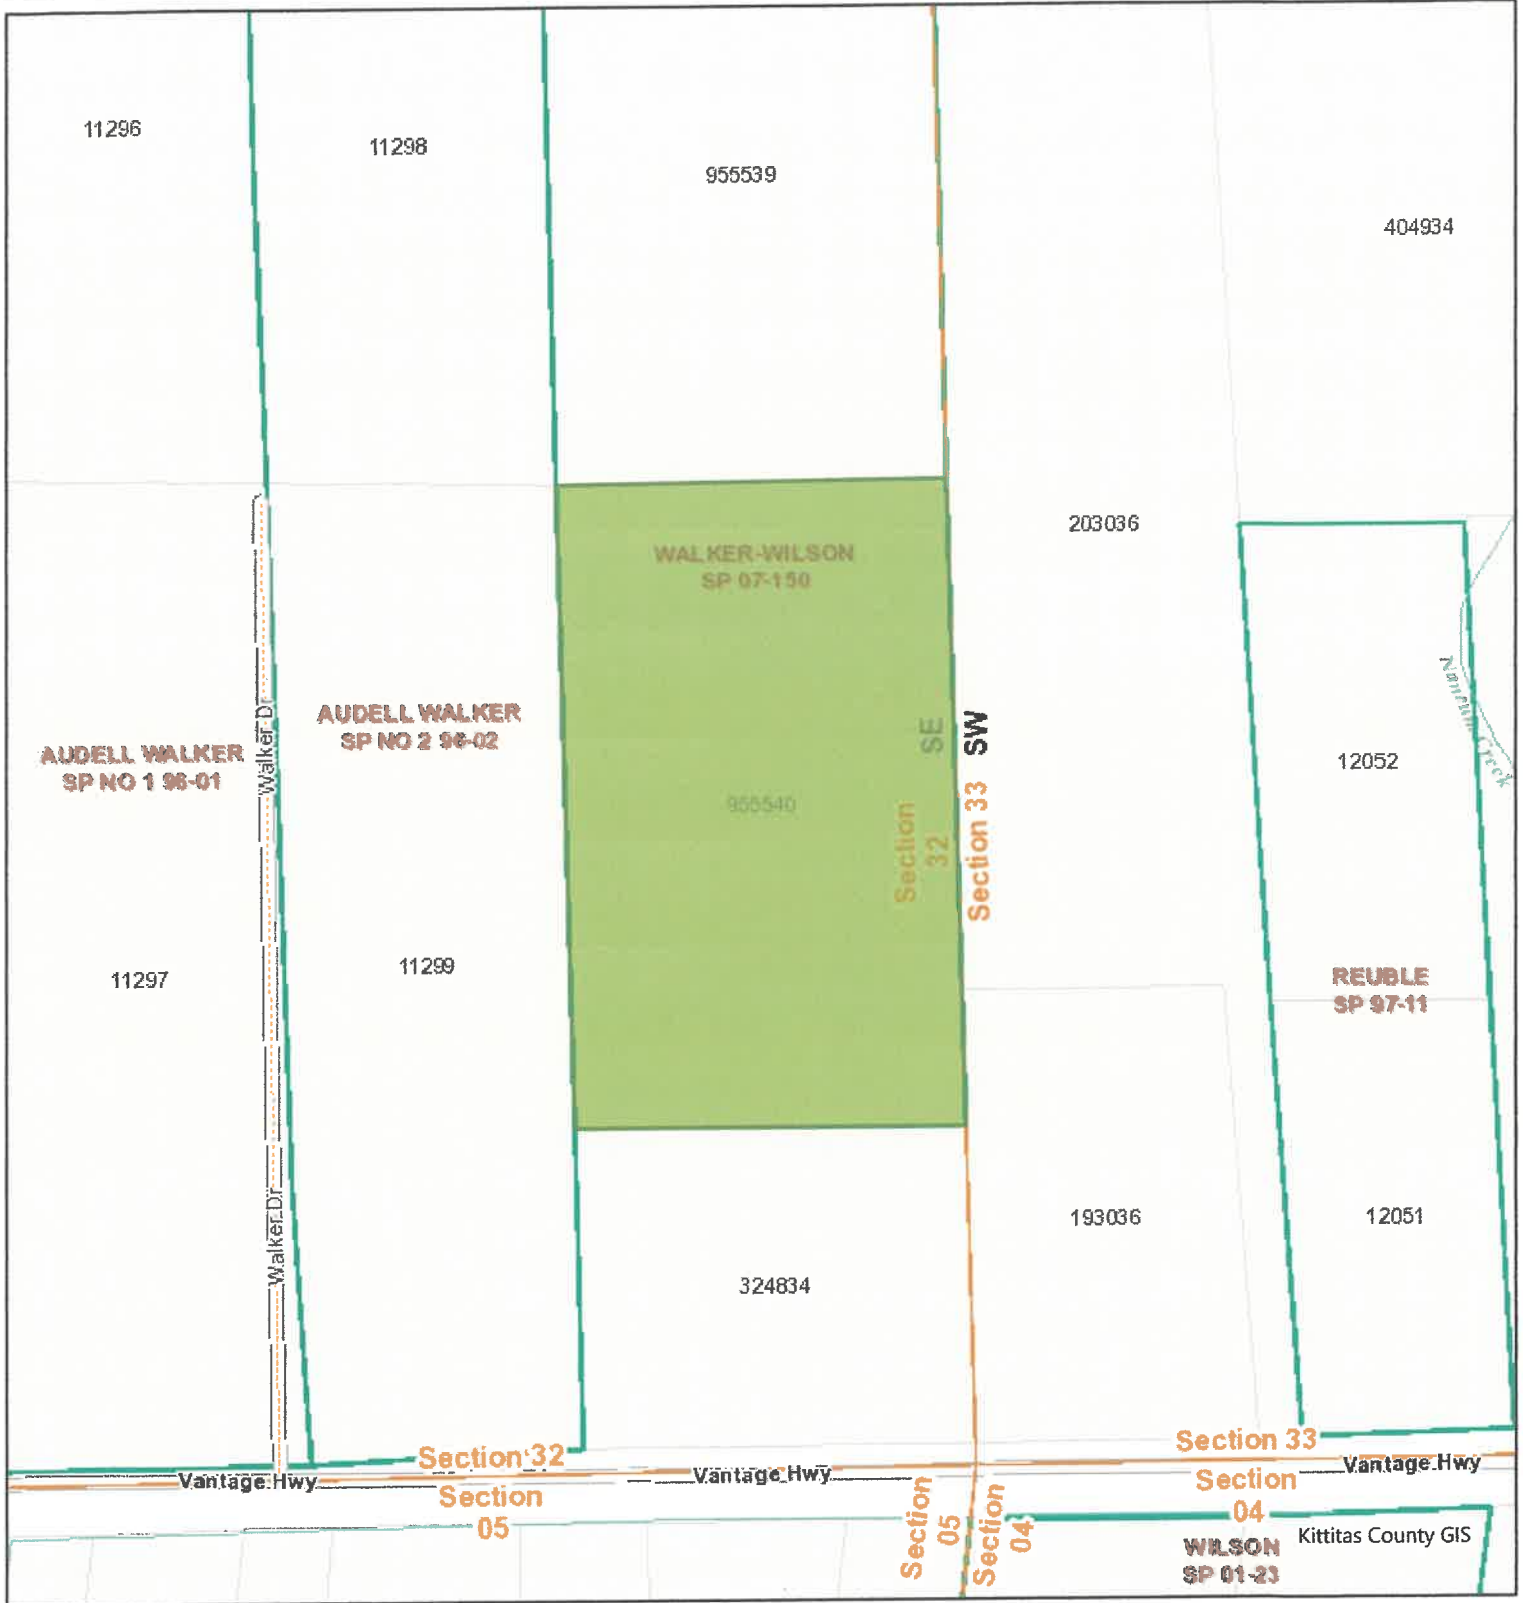 11296
11298
955539
404934
203036
WALKER-WILSON
SP 07-150
AUDELL WALKER
SP NO 2 96-02
AUDELL WALKER
SP NO 1 96-01
Walker Dr
SE
SW
955540
Section
32
Section 33
12052
Nanum Creek
11297
11299
REUBLE
SP 97-11
Walker Dr
193036
12051
324834
Section 32
Section 33
Vantage Hwy
Vantage Hwy
Vantage Hwy
Section
05
Section
04
Section
05
Section
04
Kittitas County GIS
WILSON
SP 01-23